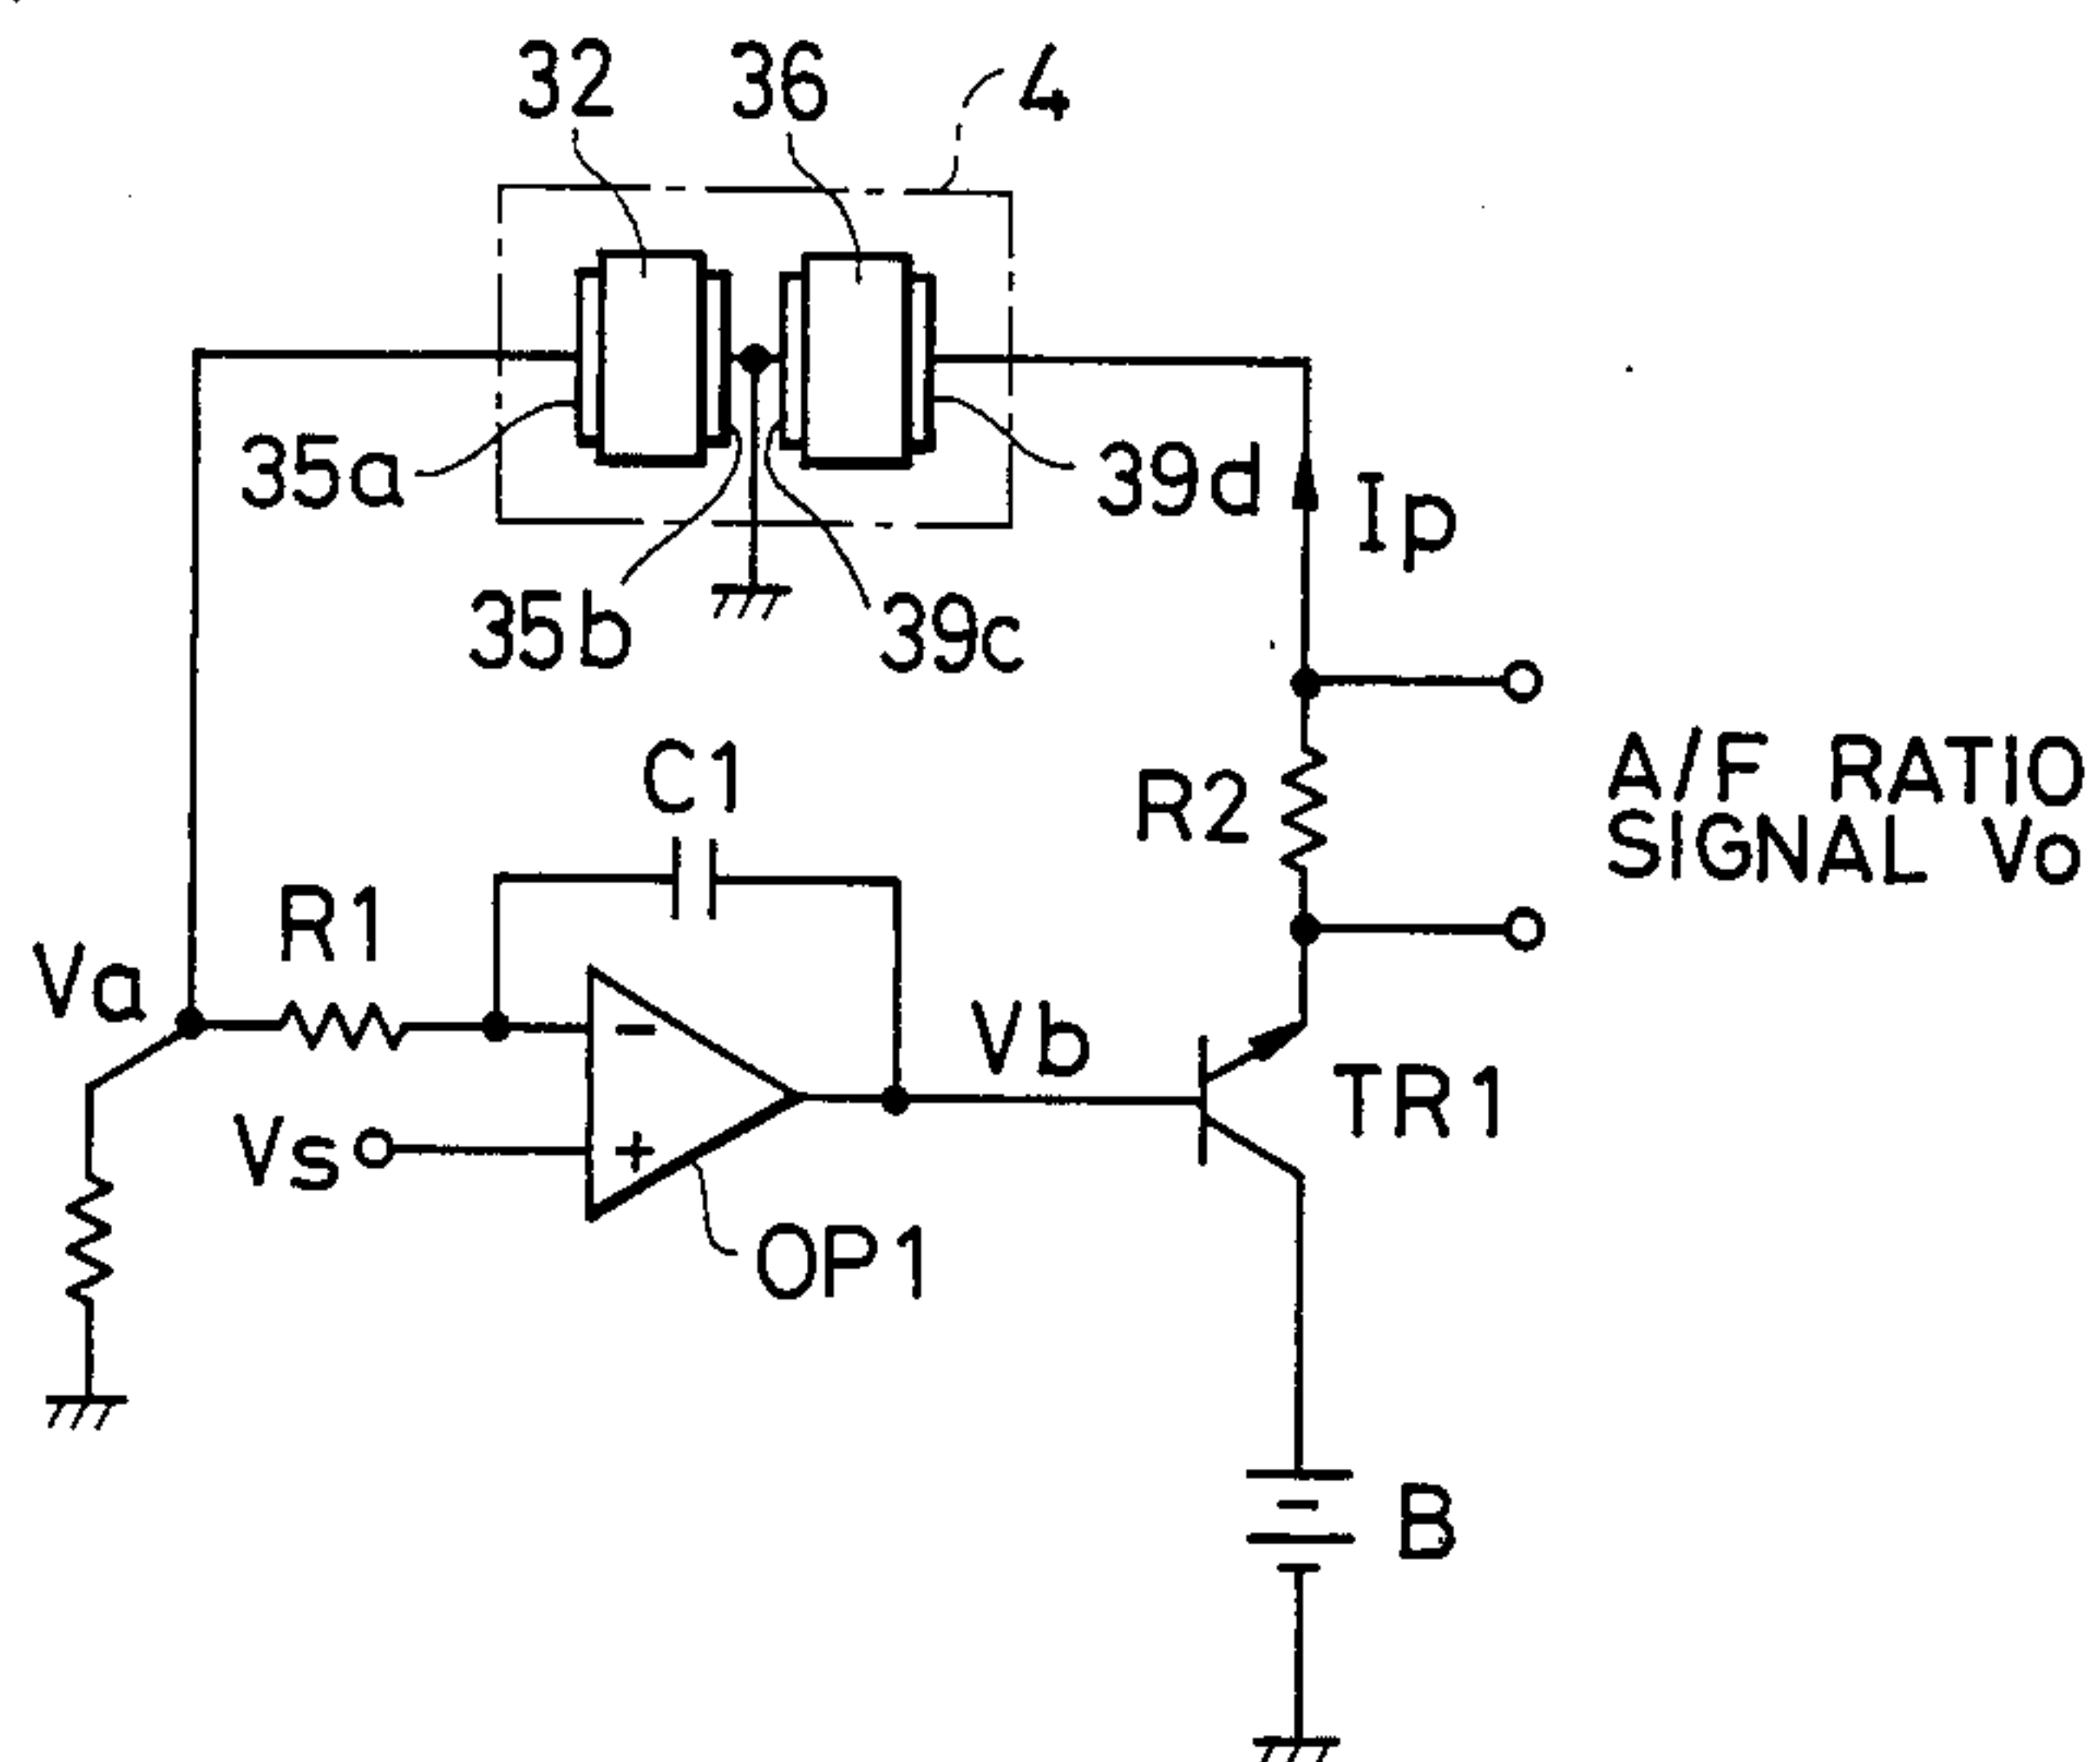 32
36
4
35a
39d
Ip
35b
39c
C1
R2
A/F RATIO
SIGNAL Vo
R1
Va
Vb
-
TR1
Vs
+
OP1
B